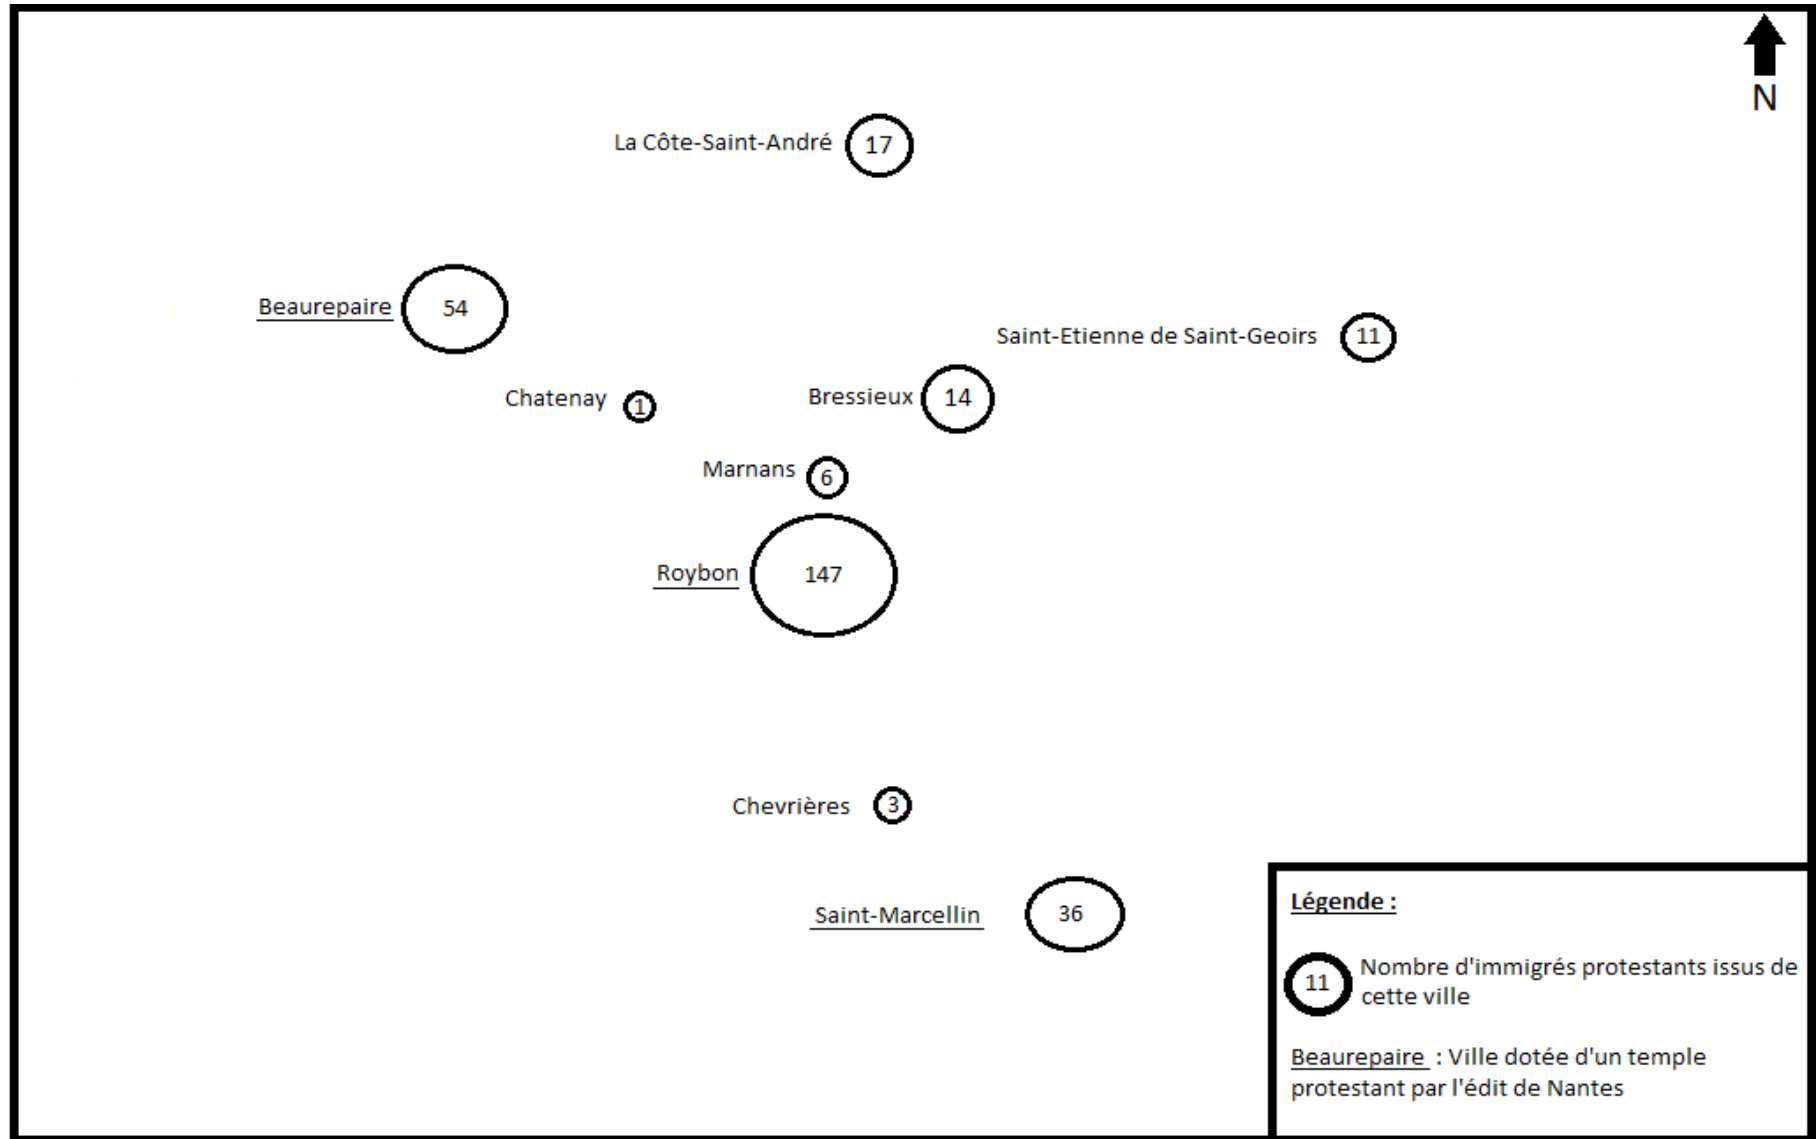 N
La Côte-Saint-André 17
Beaurepaire 54
Saint-Etienne de Saint-Geoirs 11
Chatenay 1
Bressieux 14
Marnans 6
Roybon 147
Chevrières 3
Saint-Marcellin 36
Légende :
11 Nombre d'immigrés protestants issus de
cette ville
Beaurepaire : Ville dotée d'un temple
protestant par l'édit de Nantes